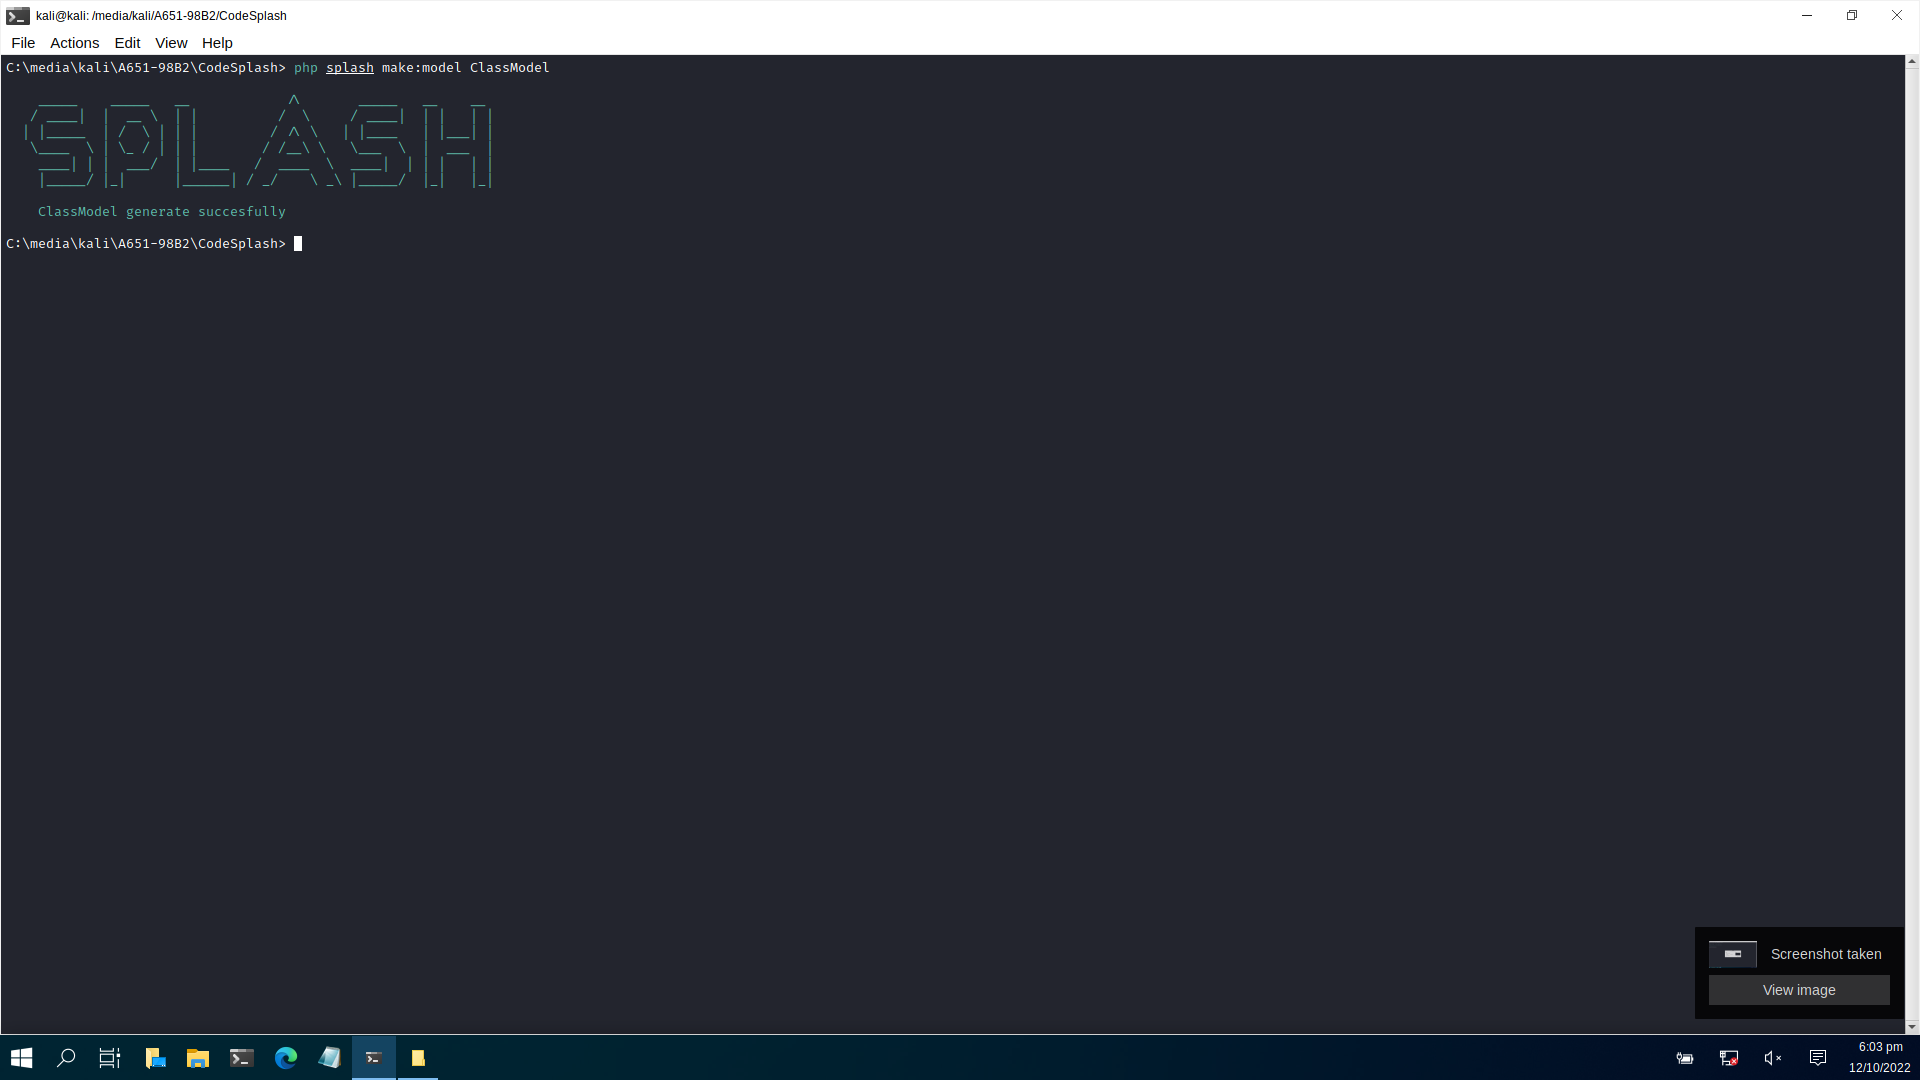 kali@kali: /media/kali/A651-98B2/CodeSplash
File Actions Edit View Help
C:\media\kali\A651-98B2\CodeSplash> php splash make:model ClassModel
SPLASH
ClassModel generate succesfully
C:\media\kali\A651-98B2\CodeSplash>
Screenshot taken
View image
6:03 pm
12/10/2022